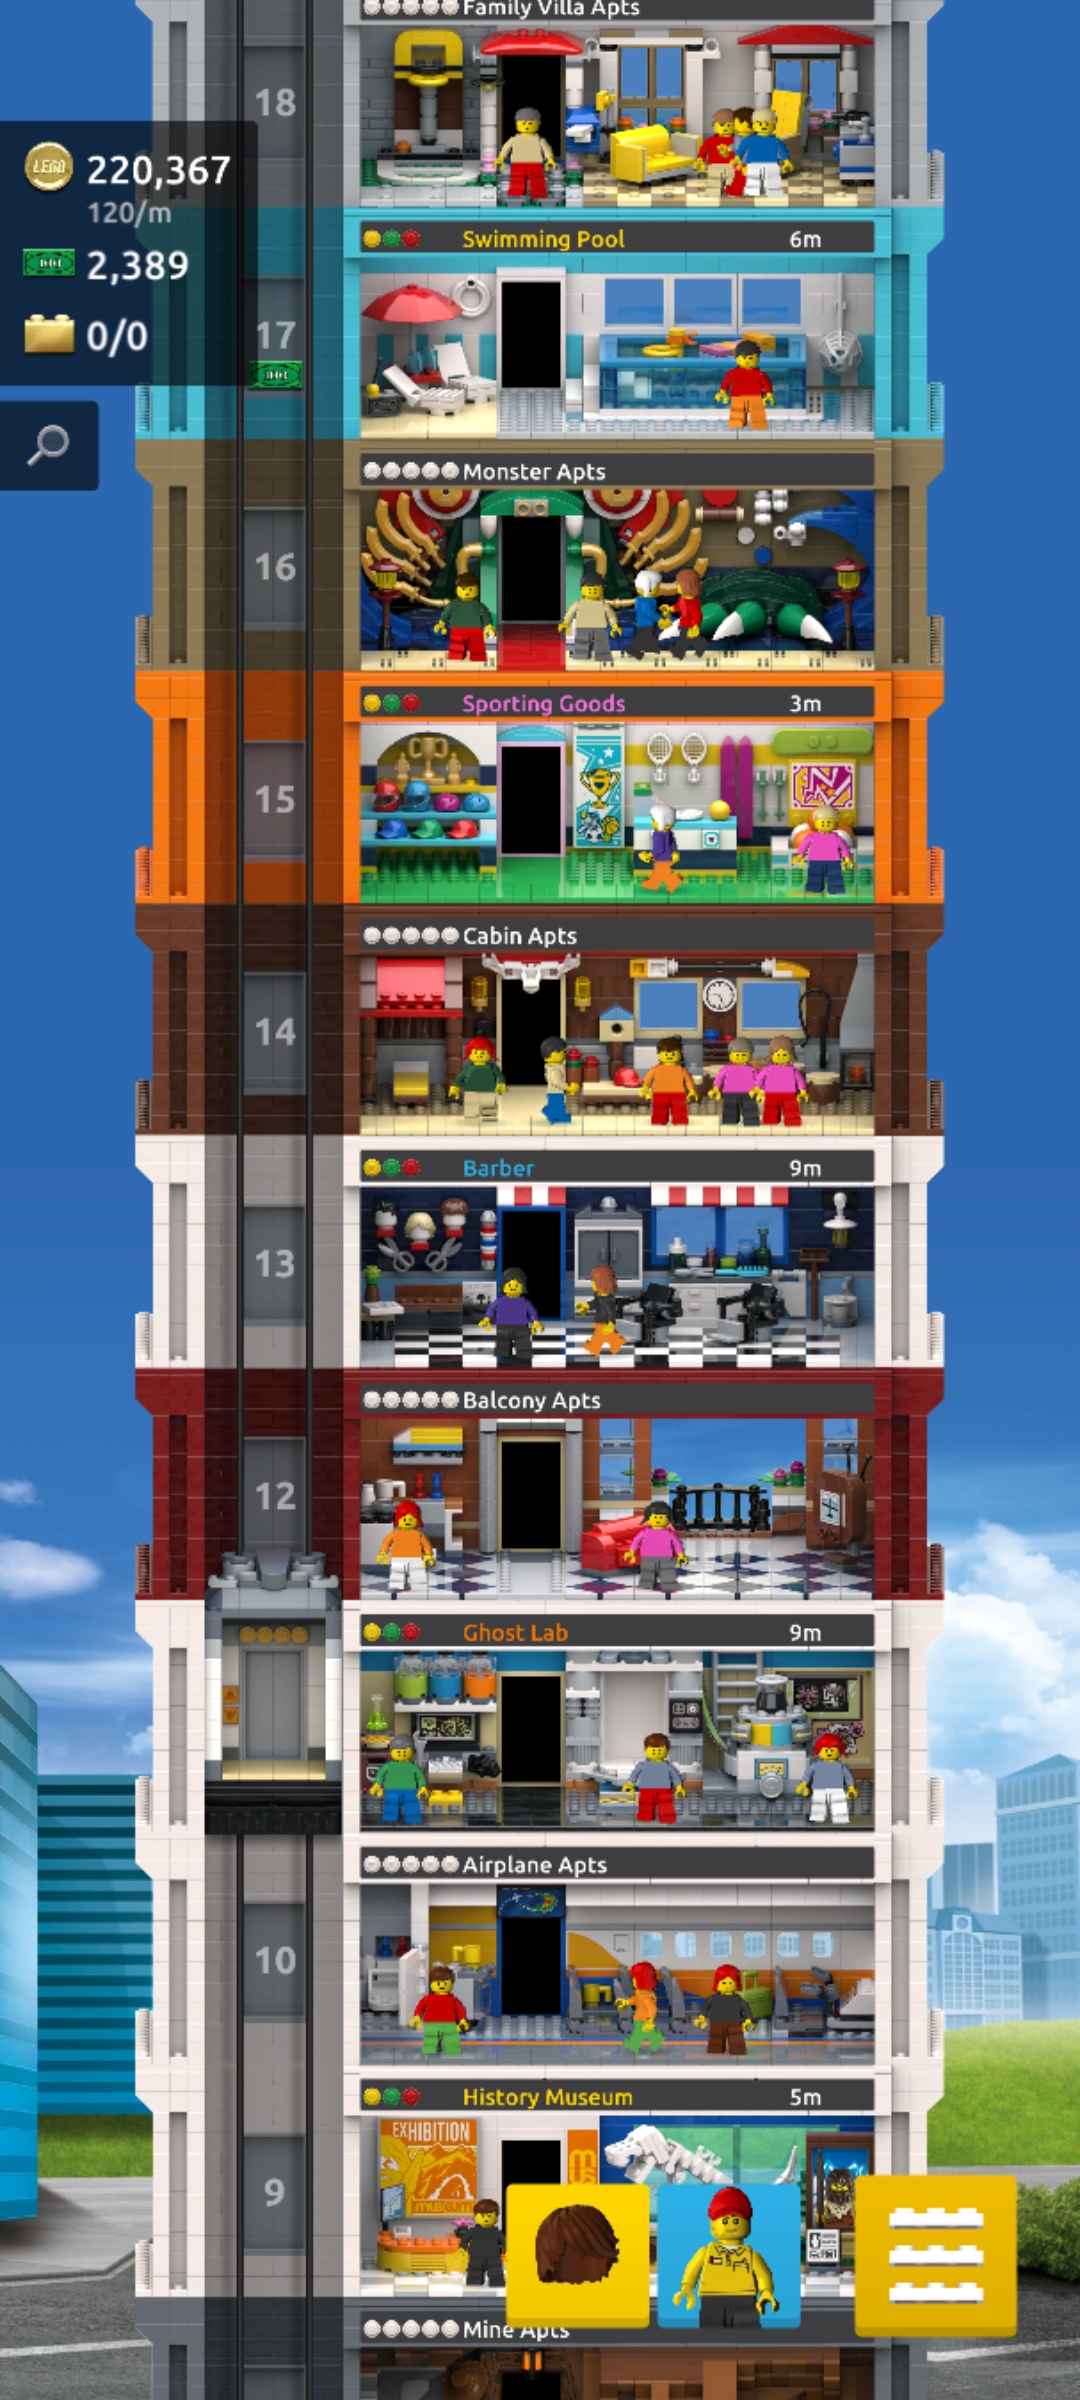 Family Villa Apts
18
LEGO
220,367
120/m
2,389
0/0
Swimming Pool 6m
17
Monster Apts
16
Sporting Goods 3m
15
Cabin Apts
14
Barber 9m
13
Balcony Apts
12
Ghost Lab 9m
Airplane Apts
10
History Museum 5m
EXHIBITION
museum
9
Mine Apts